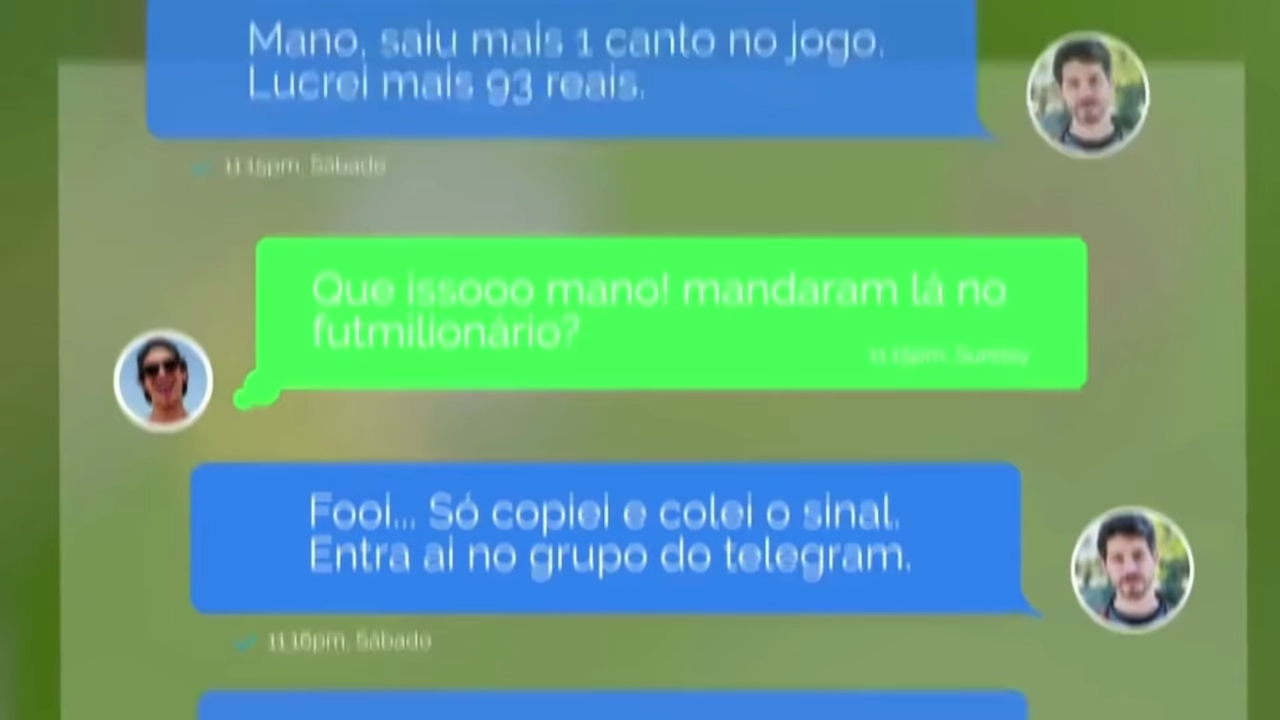 Mano, saiu mais 1 canto no jogo.
Lucrei mais 93 reais.
11:15pm, Sábado
Que issooo mano! mandaram lá no
futmilionário?
11:15pm, Sunday
Fooi... Só copiei e colei o sinal.
Entra ai no grupo do telegram.
11:16pm, Sábado